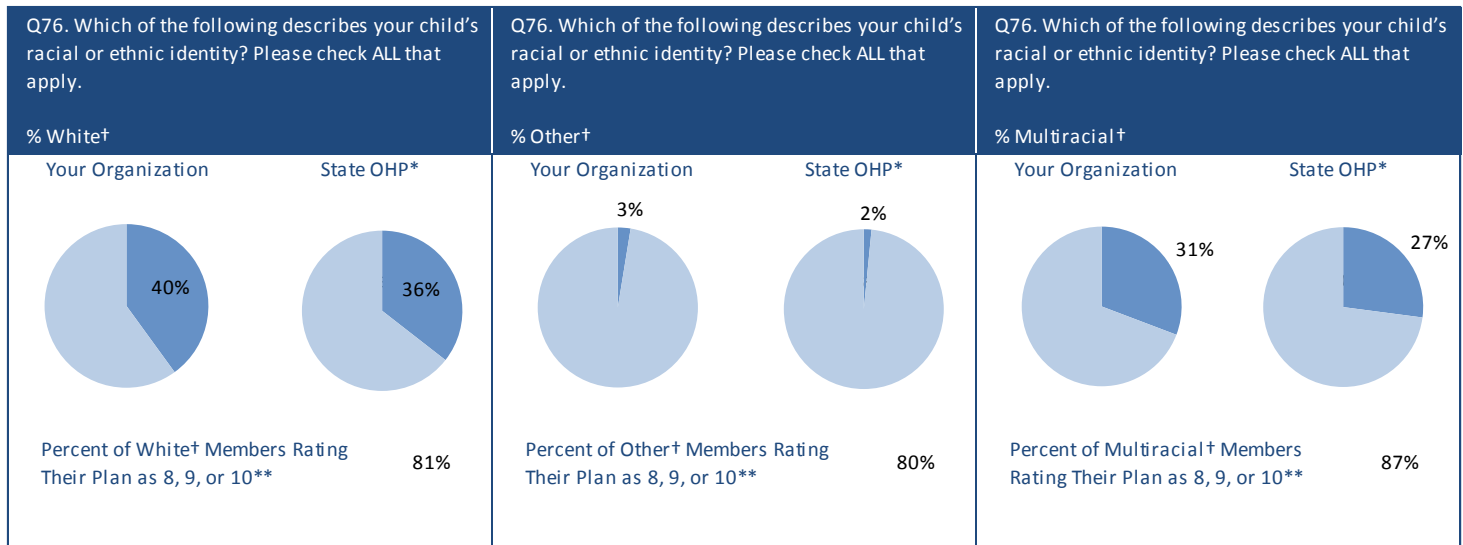 Q76. Which of the following describes your child's
racial or ethnic identity? Please check ALL that
apply.
% White†
Your Organization
State OHP*
40%
36%
Percent of White† Members Rating
Their Plan as 8, 9, or 10**
81%
Q76. Which of the following describes your child's
racial or ethnic identity? Please check ALL that
apply.
% Other†
Your Organization
State OHP*
3%
2%
Percent of Other† Members Rating
Their Plan as 8, 9, or 10**
80%
Q76. Which of the following describes your child's
racial or ethnic identity? Please check ALL that
apply.
% Multiracial†
Your Organization
State OHP*
31%
27%
Percent of Multiracial† Members
Rating Their Plan as 8, 9, or 10**
87%